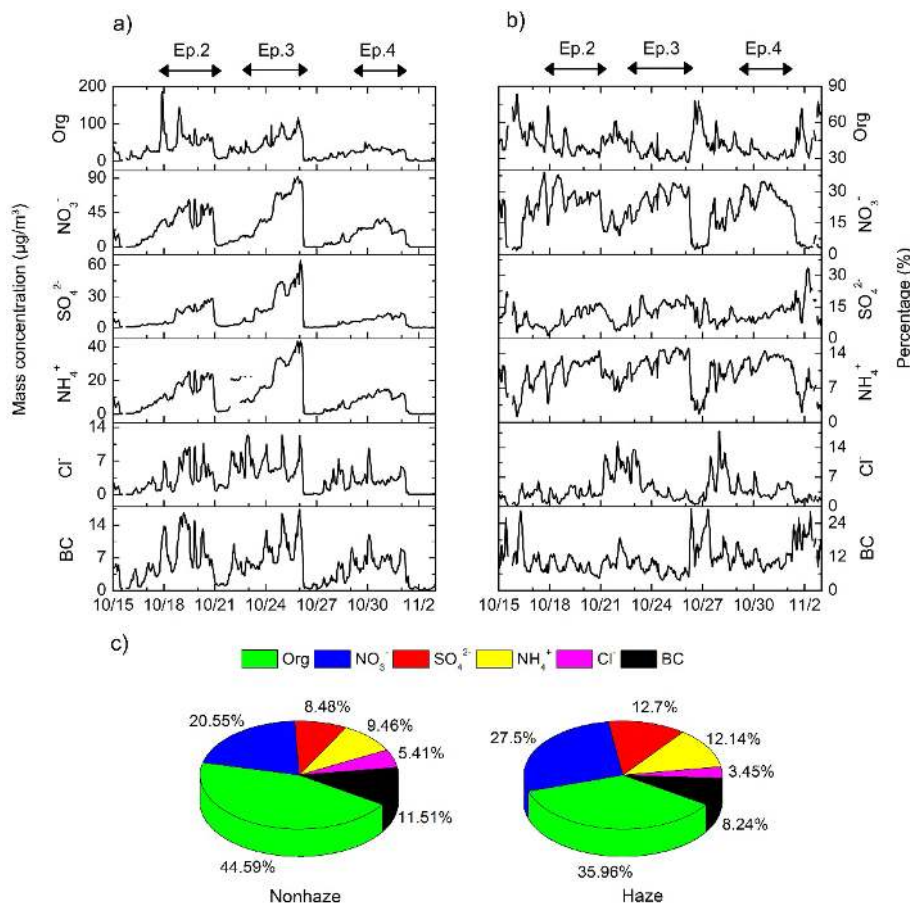 a)
Ep.2 Ep.3 Ep.4
Mass concentration (µg/m³)
Org
200
100
0
NO₃⁻
90
45
0
SO₄²⁻
60
30
0
NH₄⁺
40
20
0
Cl⁻
14
7
0
BC
14
7
0
10/15 10/18 10/21 10/24 10/27 10/30 11/2
b)
Ep.2 Ep.3 Ep.4
Percentage (%)
90
60
30
Org
30
15
0
NO₃⁻
30
15
0
SO₄²⁻
14
7
0
NH₄⁺
14
7
0
Cl⁻
24
12
0
BC
10/15 10/18 10/21 10/24 10/27 10/30 11/2
c)
Org NO₃⁻ SO₄²⁻ NH₄⁺ Cl⁻ BC
20.55%
8.48%
9.46%
5.41%
11.51%
44.59%
Nonhaze
27.5%
12.7%
12.14%
3.45%
8.24%
35.96%
Haze